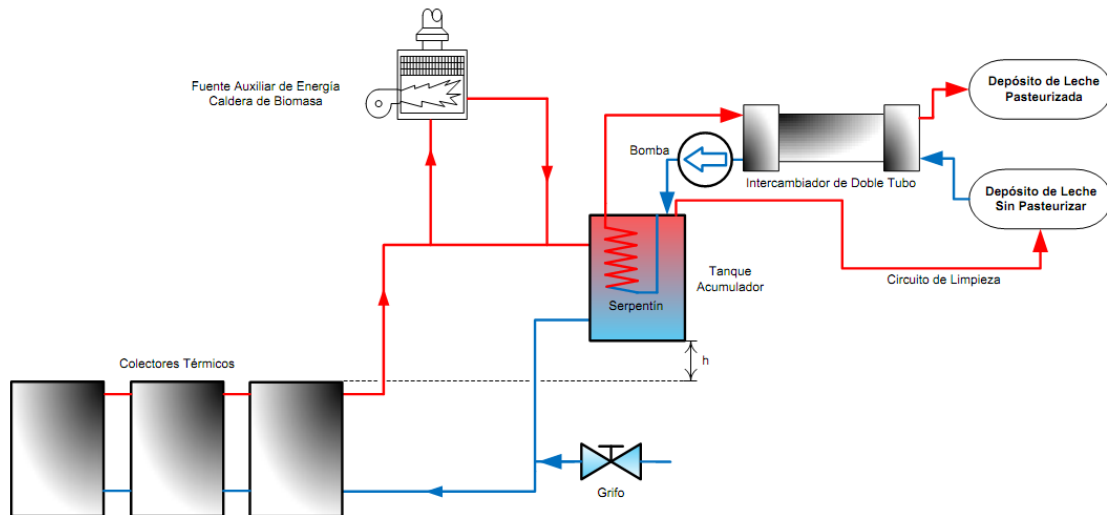 Fuente Auxiliar de Energía
Caldera de Biomasa
Depósito de Leche
Pasteurizada
Bomba
Intercambiador de Doble Tubo
Depósito de Leche
Sin Pasteurizar
Tanque
Acumulador
Circuito de Limpieza
Serpentín
h
Colectores Térmicos
Grifo